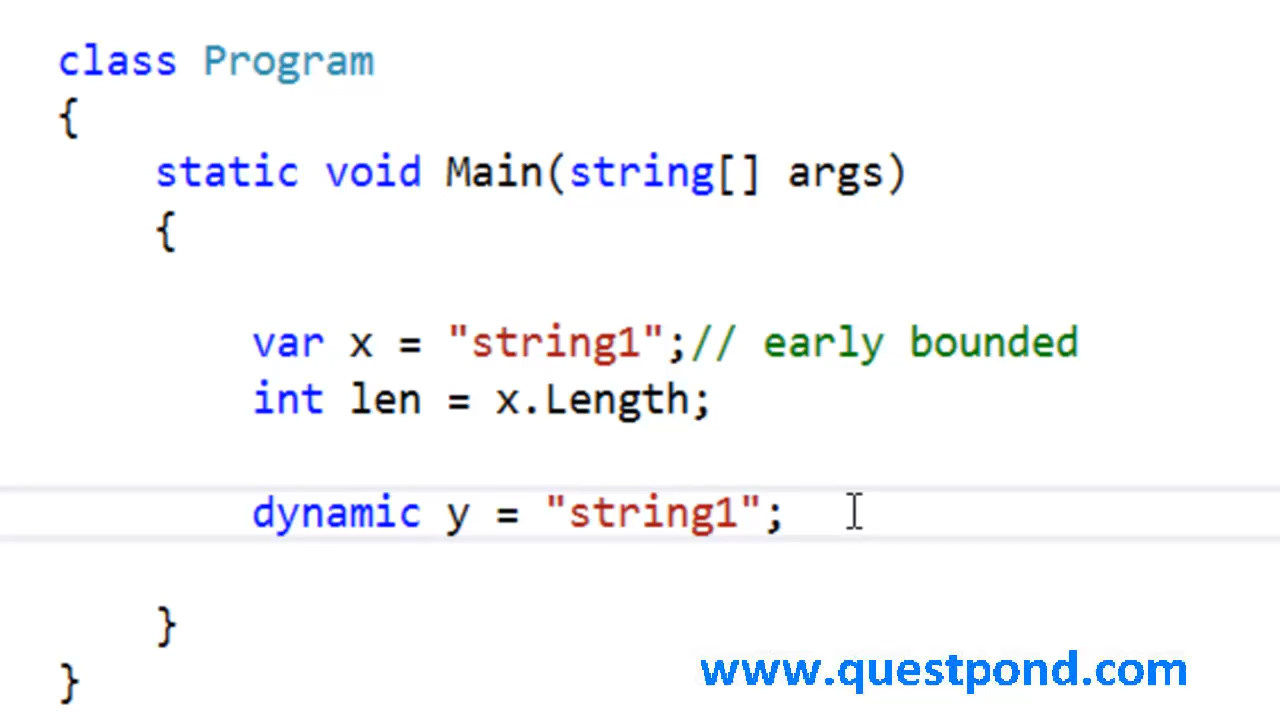 class Program
{
static void Main(string[] args)
{
var x = "string1";// early bounded
int len = x.Length;
dynamic y = "string1";
}
}
www.questpond.com